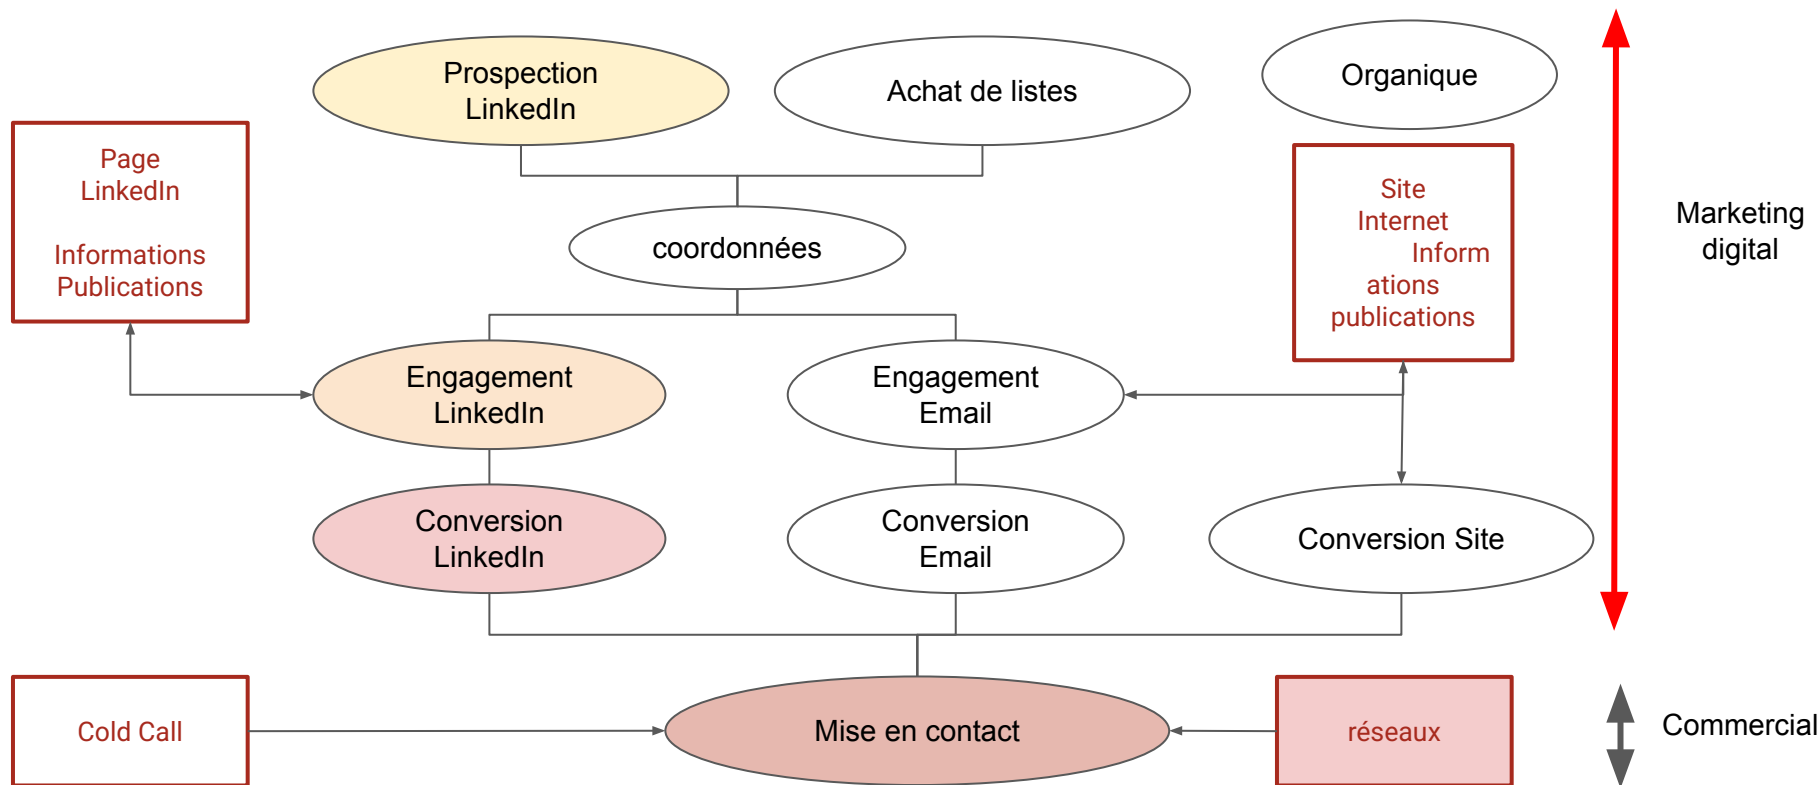 Prospection
LinkedIn
Achat de listes
Organique
Page
LinkedIn
Informations
Publications
Site
Internet
Inform
ations
publications
Marketing
digital
coordonnées
Engagement
LinkedIn
Engagement
Email
Conversion
LinkedIn
Conversion
Email
Conversion Site
Cold Call
Mise en contact
réseaux
Commercial